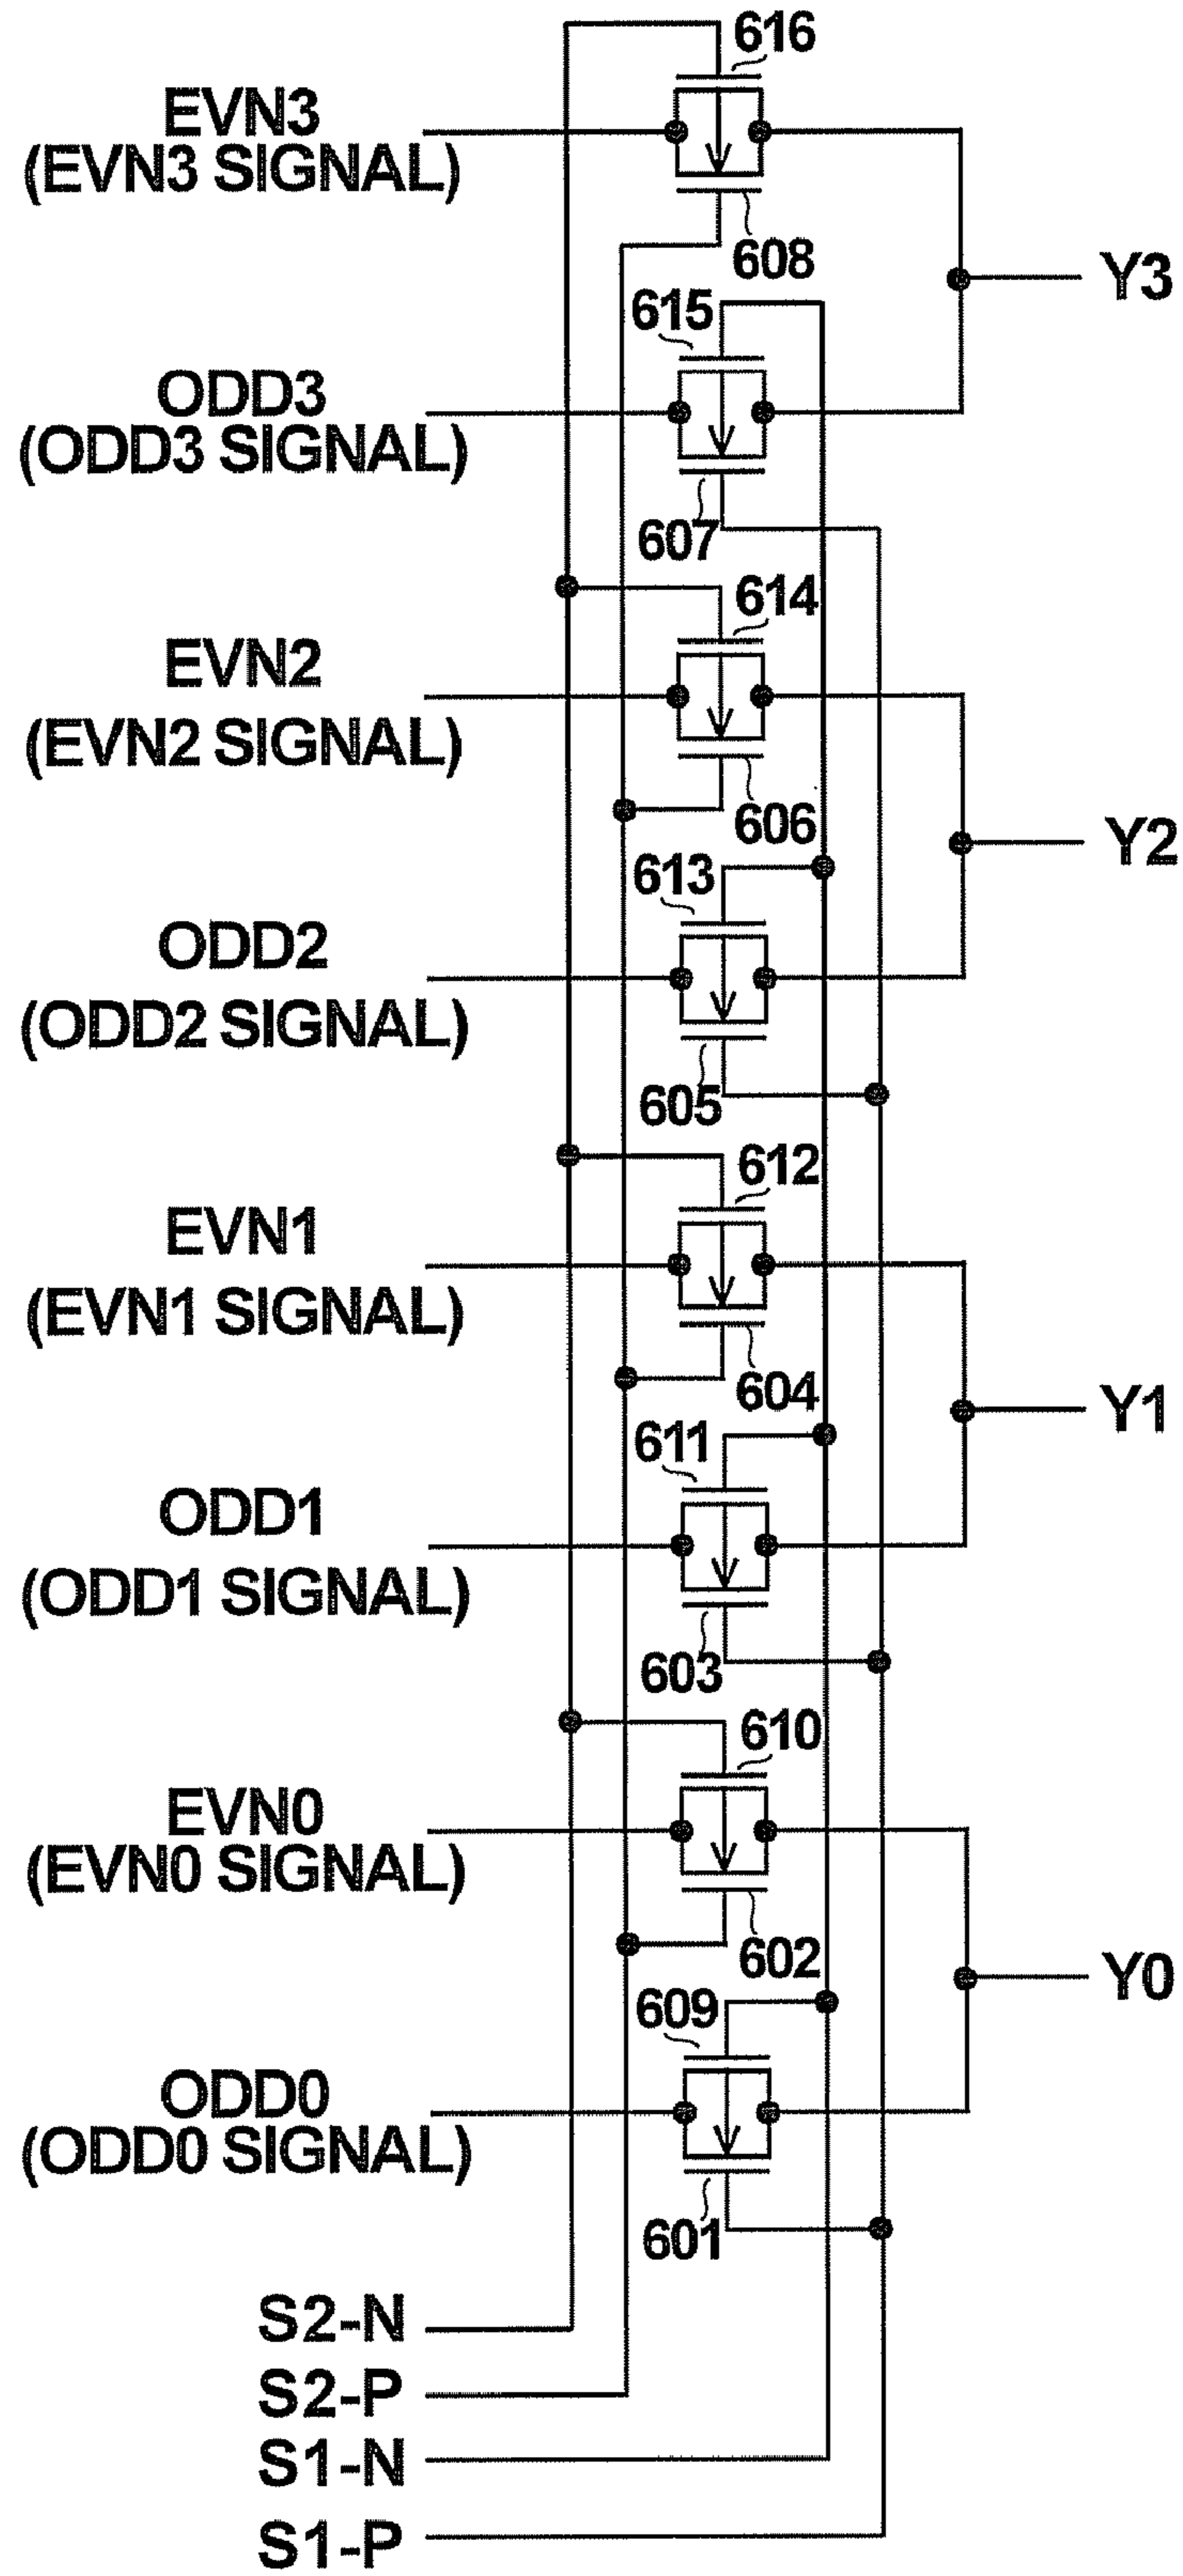 616
EVN3
(EVN3 SIGNAL)
608
Y3
615
ODD3
(ODD3 SIGNAL)
607
614
EVN2
(EVN2 SIGNAL)
606
Y2
613
ODD2
(ODD2 SIGNAL)
605
612
EVN1
(EVN1 SIGNAL)
604
Y1
611
ODD1
(ODD1 SIGNAL)
603
610
EVN0
(EVN0 SIGNAL)
602
Y0
609
ODD0
(ODD0 SIGNAL)
601
S2-N
S2-P
S1-N
S1-P